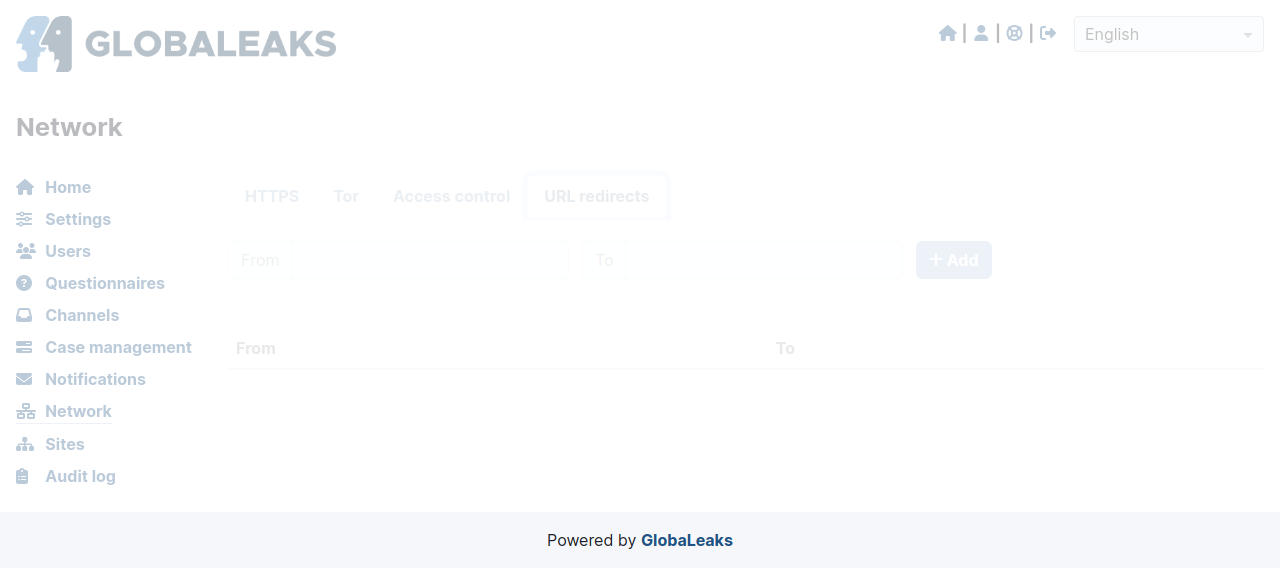 GLOBALEAKS
| | |
English
Network
Home
Settings
Users
Questionnaires
Channels
Case management
Notifications
Network
Sites
Audit log
HTTPS Tor Access control URL redirects
From To + Add
From To
Powered by GlobaLeaks